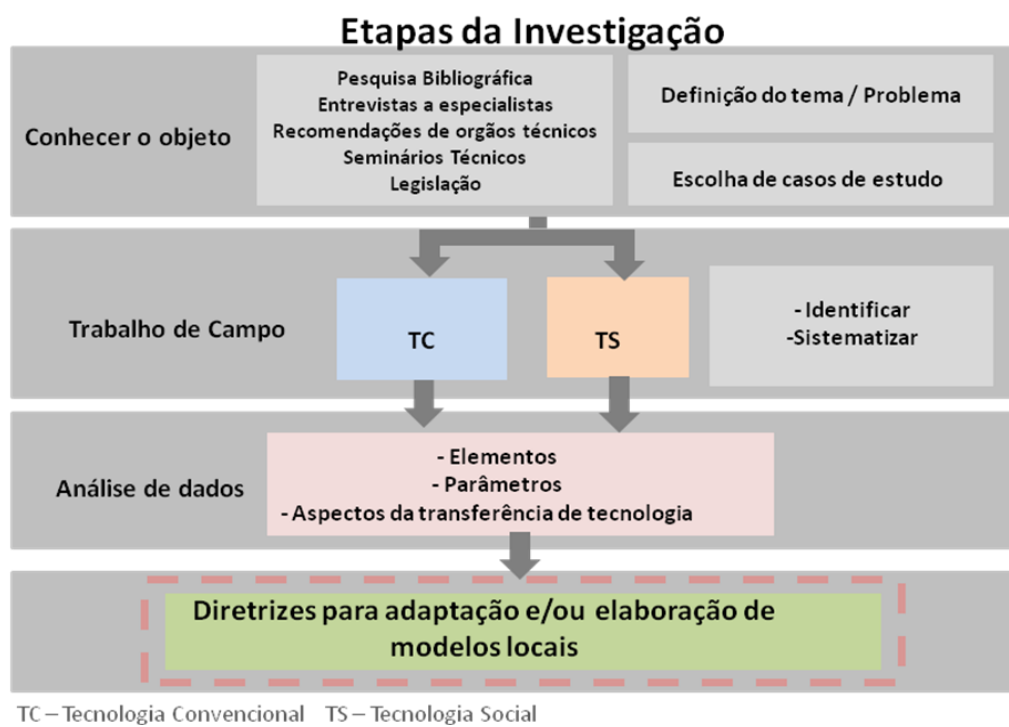 Etapas da Investigação
Conhecer o objeto
Pesquisa Bibliográfica
Entrevistas a especialistas
Recomendações de orgãos técnicos
Seminários Técnicos
Legislação
Definição do tema / Problema
Escolha de casos de estudo
Trabalho de Campo
TC
TS
- Identificar
-Sistematizar
Análise de dados
- Elementos
- Parâmetros
- Aspectos da transferência de tecnologia
Diretrizes para adaptação e/ou elaboração de
modelos locais
TC – Tecnologia Convencional TS – Tecnologia Social